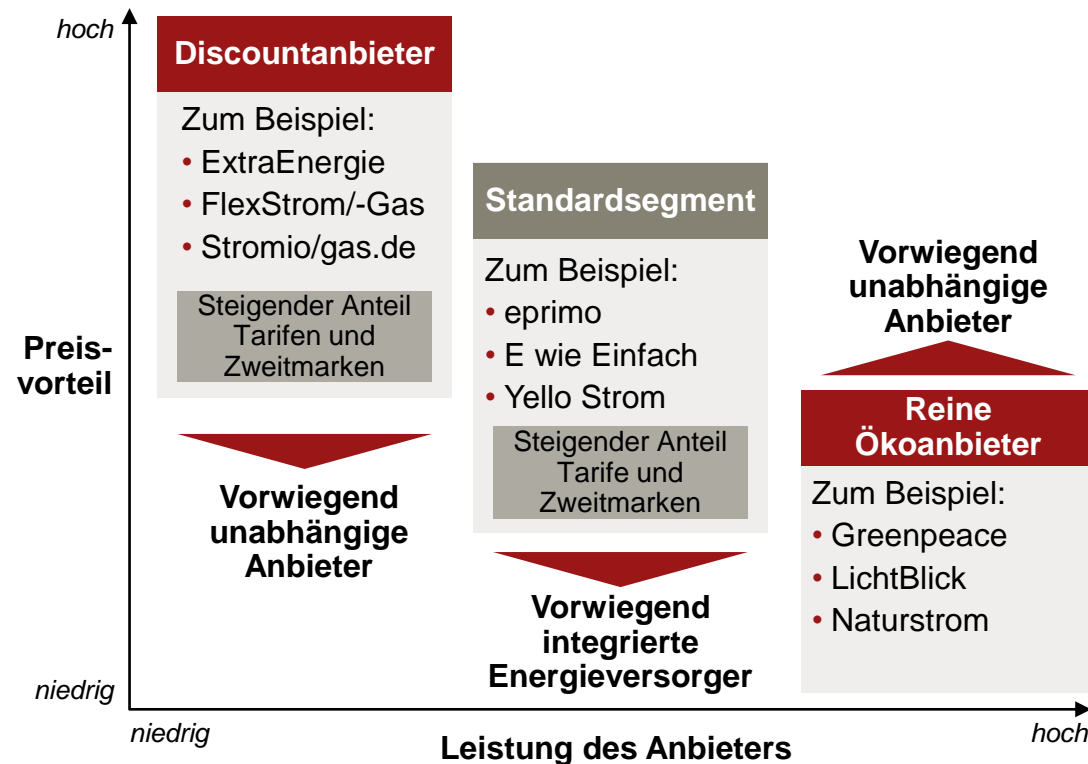 hoch
Discountanbieter
Zum Beispiel:
• ExtraEnergie
• FlexStrom/-Gas
• Stromio/gas.de
Steigender Anteil
Tarifen und
Zweitmarken
Vorwiegend
unabhängige
Anbieter
Standardsegment
Zum Beispiel:
• eprimo
• E wie Einfach
• Yello Strom
Steigender Anteil
Tarife und
Zweitmarken
Vorwiegend
integrierte
Energieversorger
Vorwiegend
unabhängige
Anbieter
Reine
Ökoanbieter
Zum Beispiel:
• Greenpeace
• LichtBlick
• Naturstrom
Preis-
vorteil
niedrig
niedrig
Leistung des Anbieters
hoch